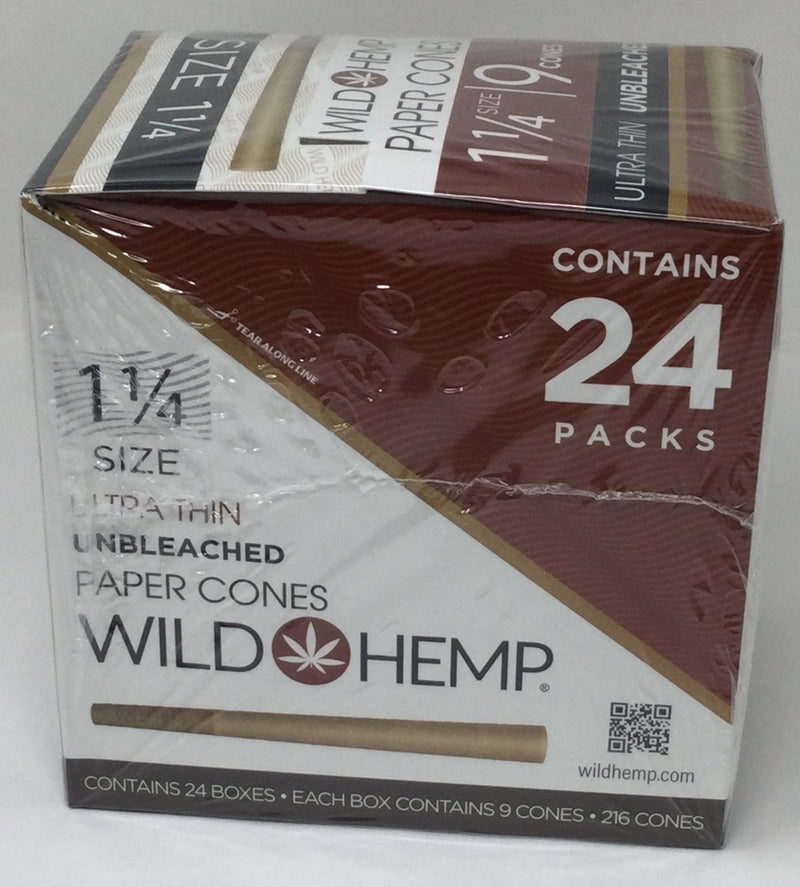 SIZE 1¼
WILD HEMP
PAPER CONES
1¼ SIZE | 9 CONES
ULTRA THIN UNBLEACHED
CONTAINS
24
PACKS
TEAR ALONG LINE
1¼
SIZE
ULTRA THIN
UNBLEACHED
PAPER CONES
WILD HEMP®
wildhemp.com
CONTAINS 24 BOXES • EACH BOX CONTAINS 9 CONES • 216 CONES